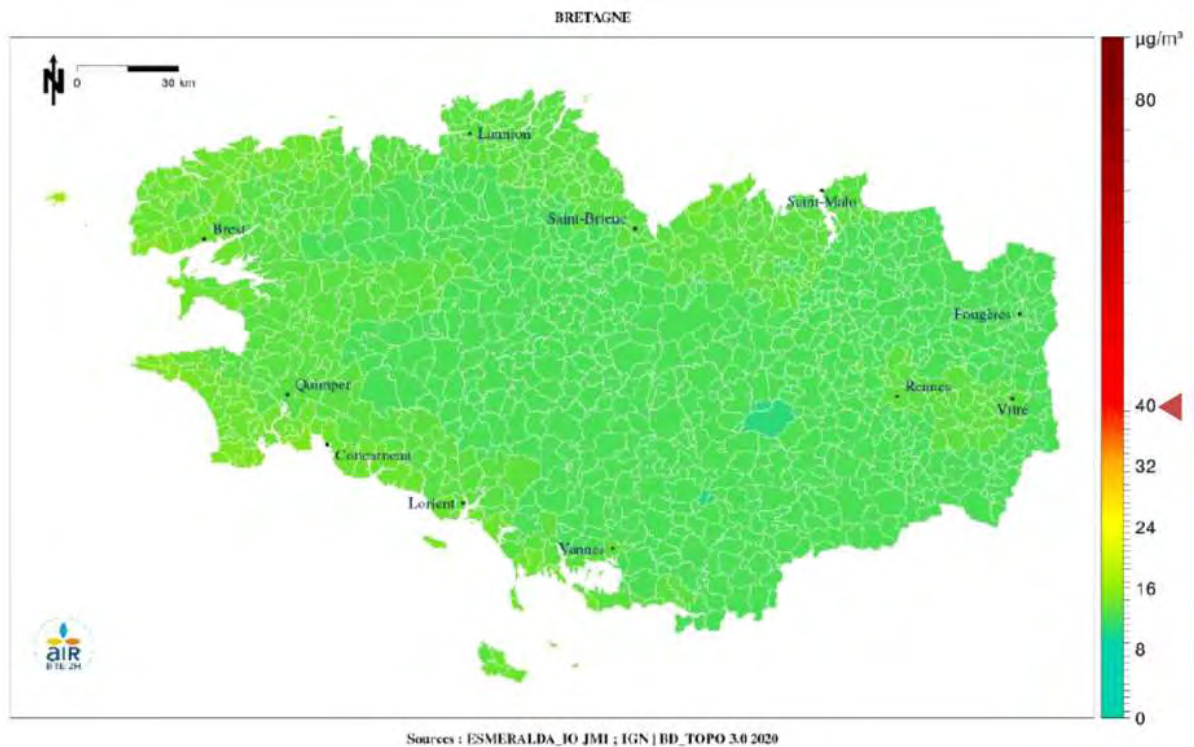 BRETAGNE
µg/m³
N
0
30 km
80
Lannion
Saint-Malo
Saint-Brieuc
Brest
Fougères
Quimper
Rennes
Vitré
40
Concarneau
32
Lorient
24
Vannes
16
aiR
8
0
Sources : ESMERALDA_IO JM1 ; IGN | BD_TOPO 3.0 2020